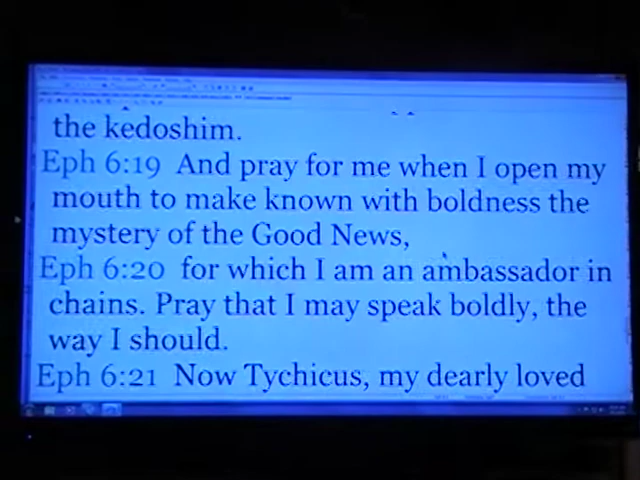 the kedoshim.
Eph 6:19 And pray for me when I open my
mouth to make known with boldness the
mystery of the Good News,
Eph 6:20 for which I am an ambassador in
chains. Pray that I may speak boldly, the
way I should.
Eph 6:21 Now Tychicus, my dearly loved